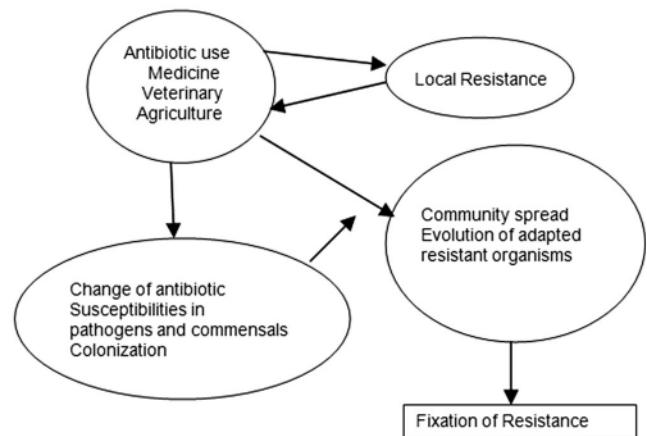 Antibiotic use
Medicine
Veterinary
Agriculture
Local Resistance
Community spread
Evolution of adapted
resistant organisms
Change of antibiotic
Susceptibilities in
pathogens and commensals
Colonization
Fixation of Resistance